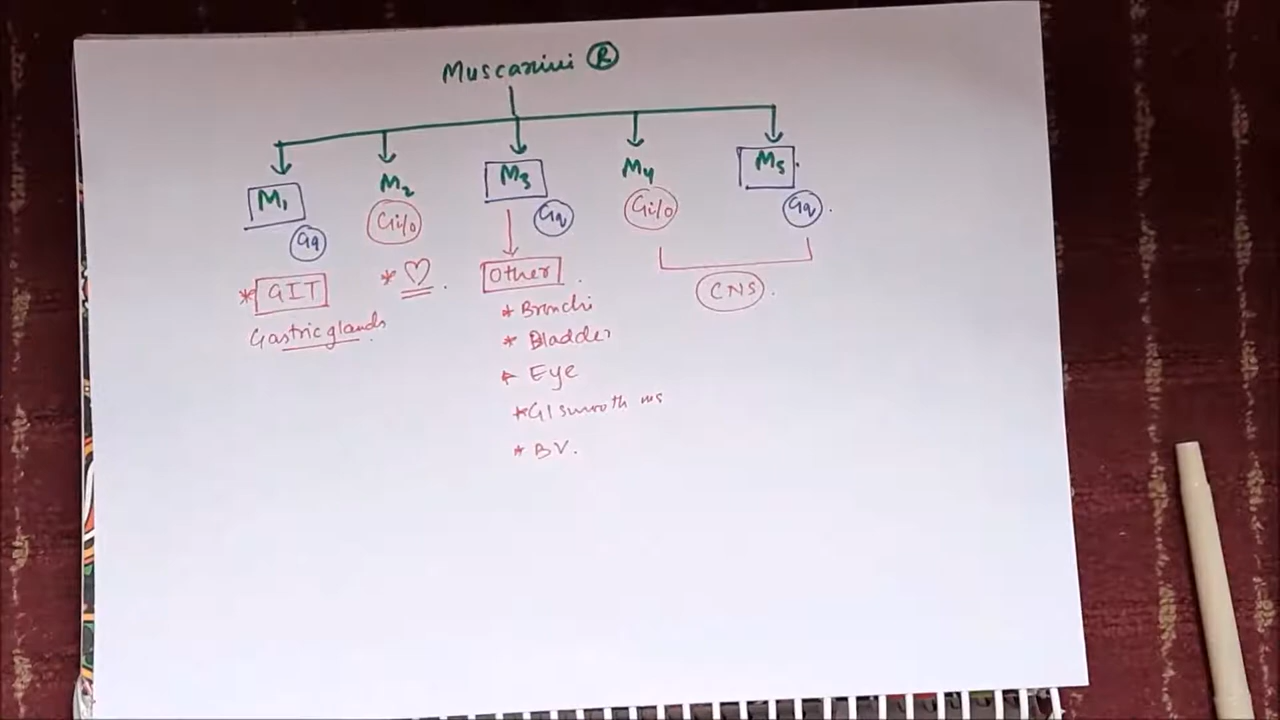 Muscarinic R
M1 M2 M3 M4 M5
Gq Gi/o Gq Gi/o Gq
* GIT
Gastric glands
* ♡
Other
* Bronchi
* Bladder
* Eye
* GI smooth ms
* BV.
CNS